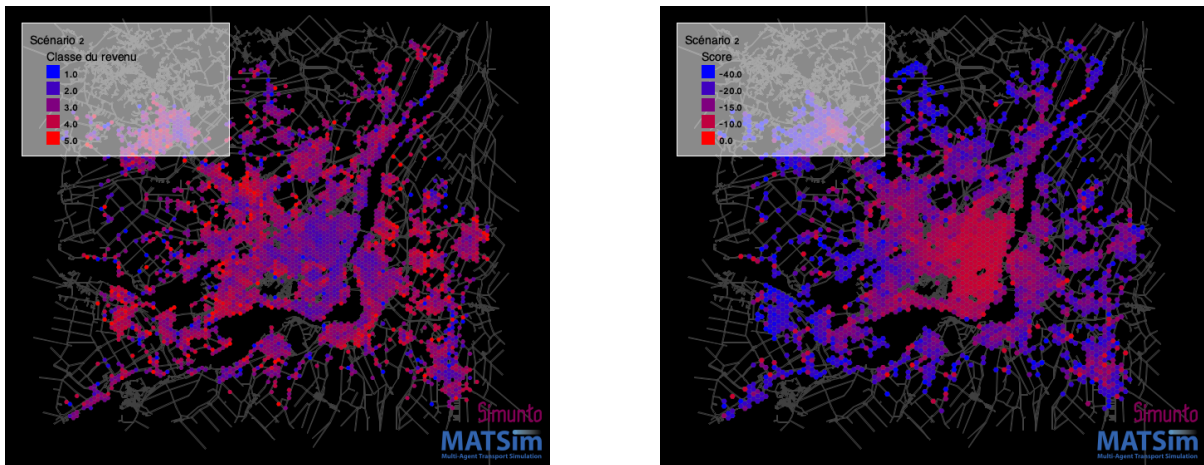 Scénario 2
Classe du revenu
1.0
2.0
3.0
4.0
5.0
Simunto
MATSim
Multi-Agent Transport Simulation
Scénario 2
Score
-40.0
-20.0
-15.0
-10.0
0.0
Simunto
MATSim
Multi-Agent Transport Simulation